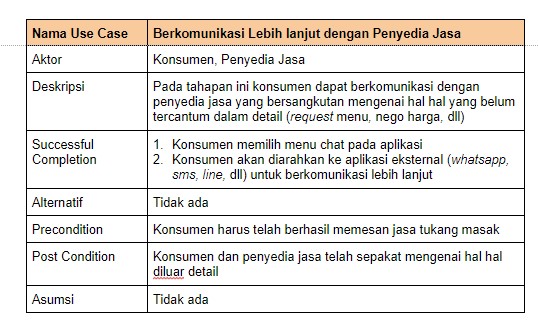 Nama Use Case Berkomunikasi Lebih lanjut dengan Penyedia Jasa
Aktor Konsumen, Penyedia Jasa
Deskripsi Pada tahapan ini konsumen dapat berkomunikasi dengan
penyedia jasa yang bersangkutan mengenai hal hal yang belum
tercantum dalam detail (request menu, nego harga, dll)
Successful Completion 1. Konsumen memilih menu chat pada aplikasi
2. Konsumen akan diarahkan ke aplikasi eksternal (whatsapp,
sms, line, dll) untuk berkomunikasi lebih lanjut
Alternatif Tidak ada
Precondition Konsumen harus telah berhasil memesan jasa tukang masak
Post Condition Konsumen dan penyedia jasa telah sepakat mengenai hal hal
diluar detail
Asumsi Tidak ada